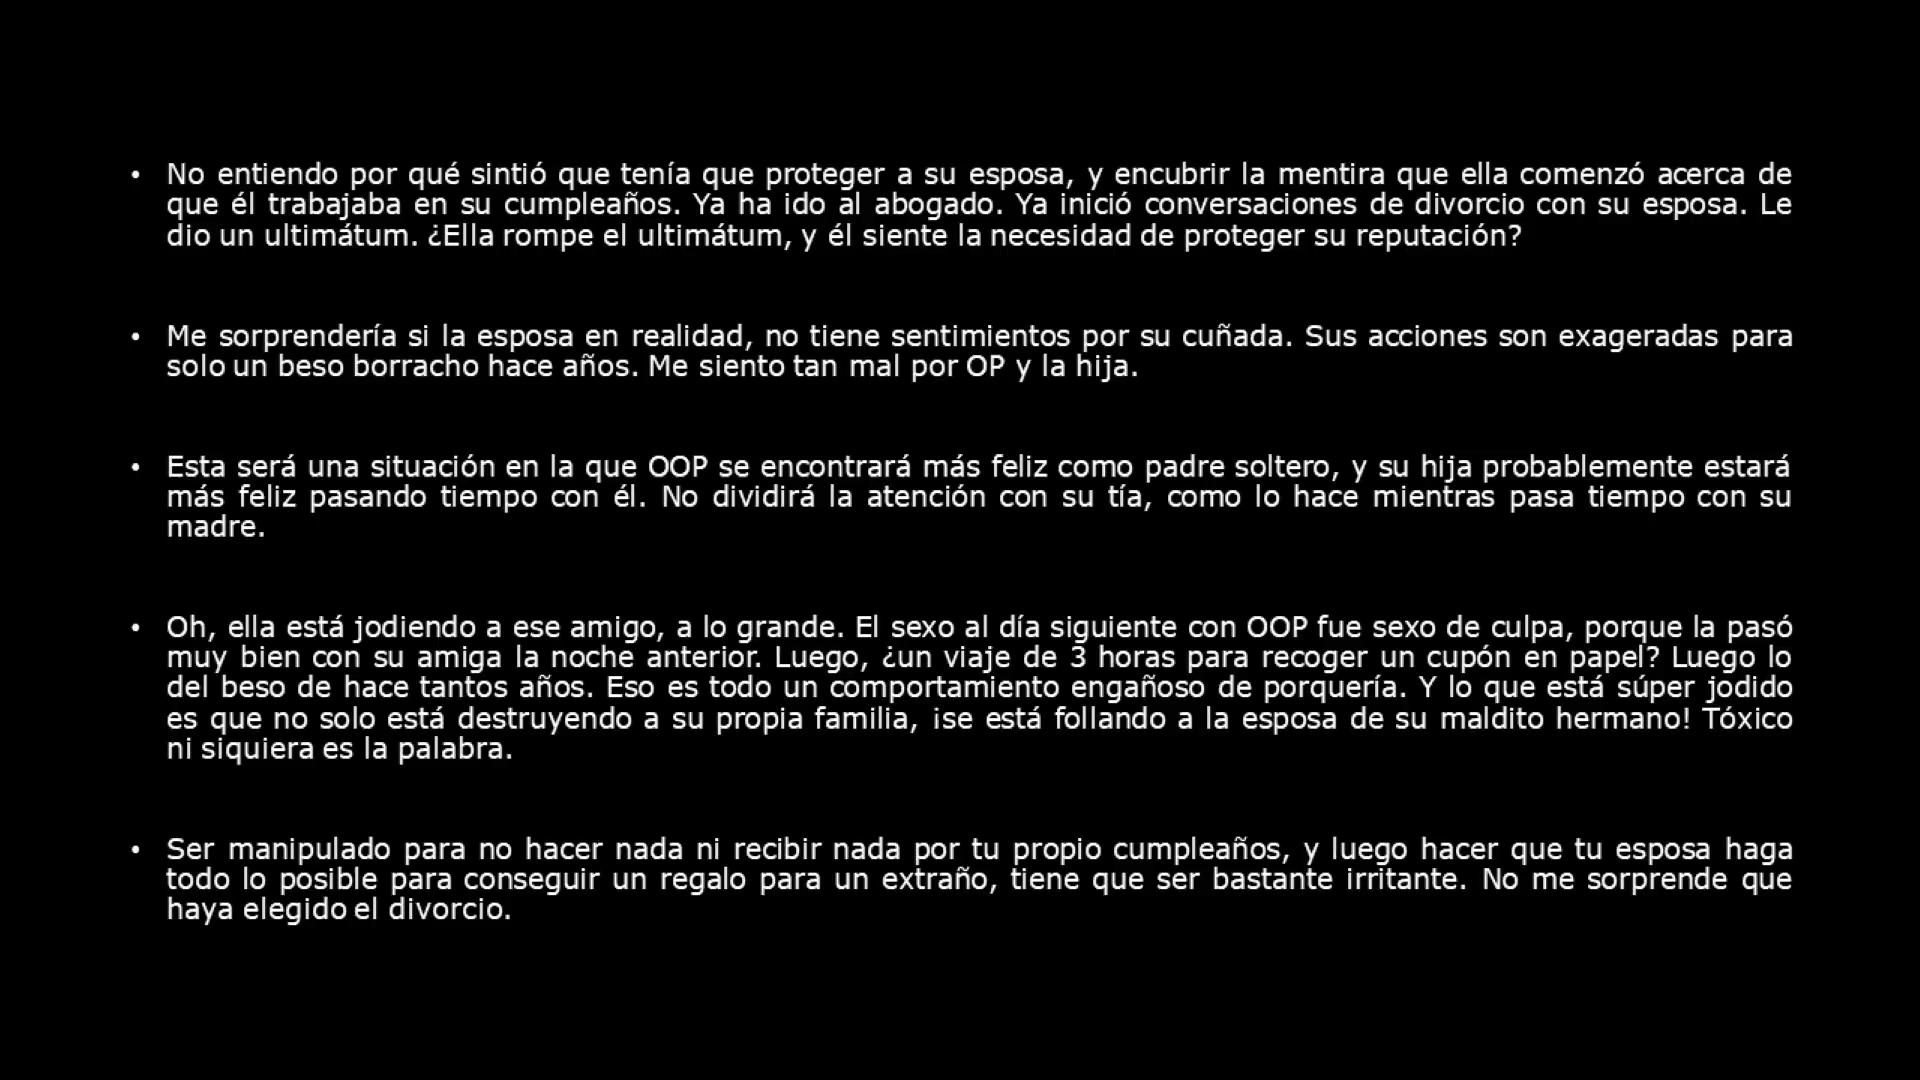 • No entiendo por qué sintió que tenía que proteger a su esposa, y encubrir la mentira que ella comenzó acerca de
que él trabajaba en su cumpleaños. Ya ha ido al abogado. Ya inició conversaciones de divorcio con su esposa. Le
dio un ultimátum. ¿Ella rompe el ultimátum, y él siente la necesidad de proteger su reputación?
• Me sorprendería si la esposa en realidad, no tiene sentimientos por su cuñada. Sus acciones son exageradas para
solo un beso borracho hace años. Me siento tan mal por OP y la hija.
• Esta será una situación en la que OOP se encontrará más feliz como padre soltero, y su hija probablemente estará
más feliz pasando tiempo con él. No dividirá la atención con su tía, como lo hace mientras pasa tiempo con su
madre.
• Oh, ella está jodiendo a ese amigo, a lo grande. El sexo al día siguiente con OOP fue sexo de culpa, porque la pasó
muy bien con su amiga la noche anterior. Luego, ¿un viaje de 3 horas para recoger un cupón en papel? Luego lo
del beso de hace tantos años. Eso es todo un comportamiento engañoso de porquería. Y lo que está súper jodido
es que no solo está destruyendo a su propia familia, ¡se está follando a la esposa de su maldito hermano! Tóxico
ni siquiera es la palabra.
• Ser manipulado para no hacer nada ni recibir nada por tu propio cumpleaños, y luego hacer que tu esposa haga
todo lo posible para conseguir un regalo para un extraño, tiene que ser bastante irritante. No me sorprende que
haya elegido el divorcio.